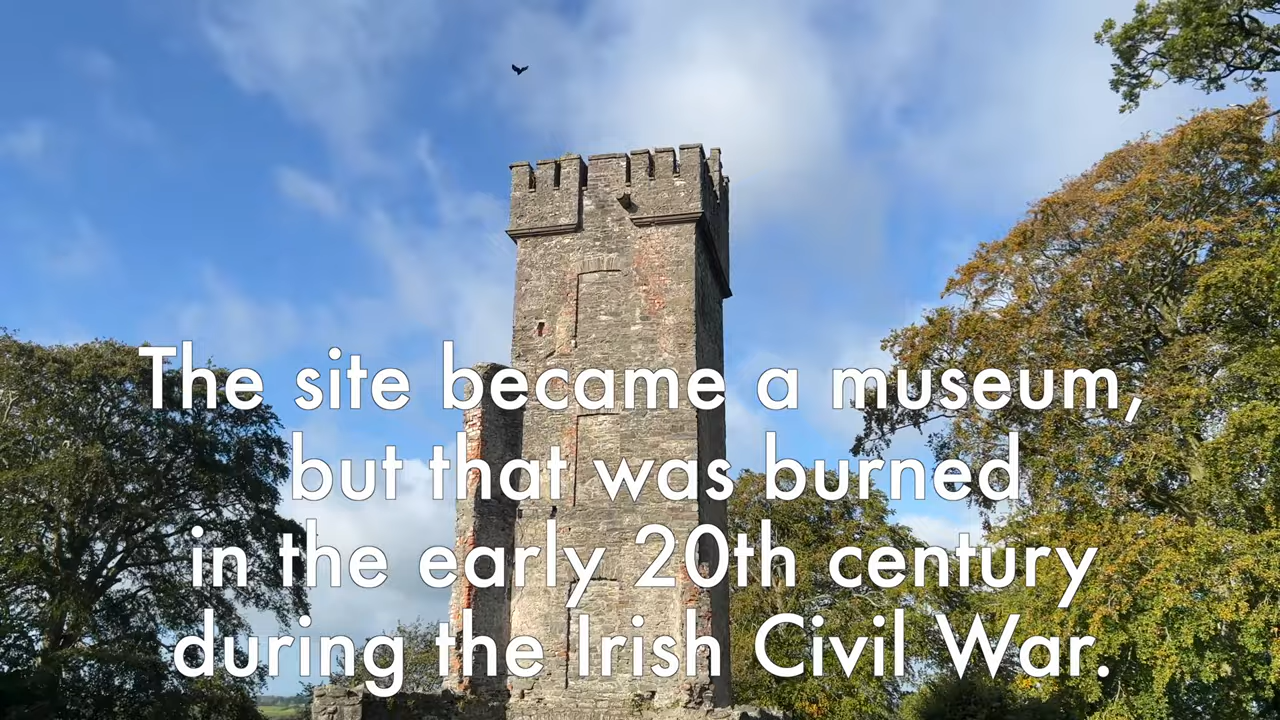 The site became a museum,
but that was burned
in the early 20th century
during the Irish Civil War.